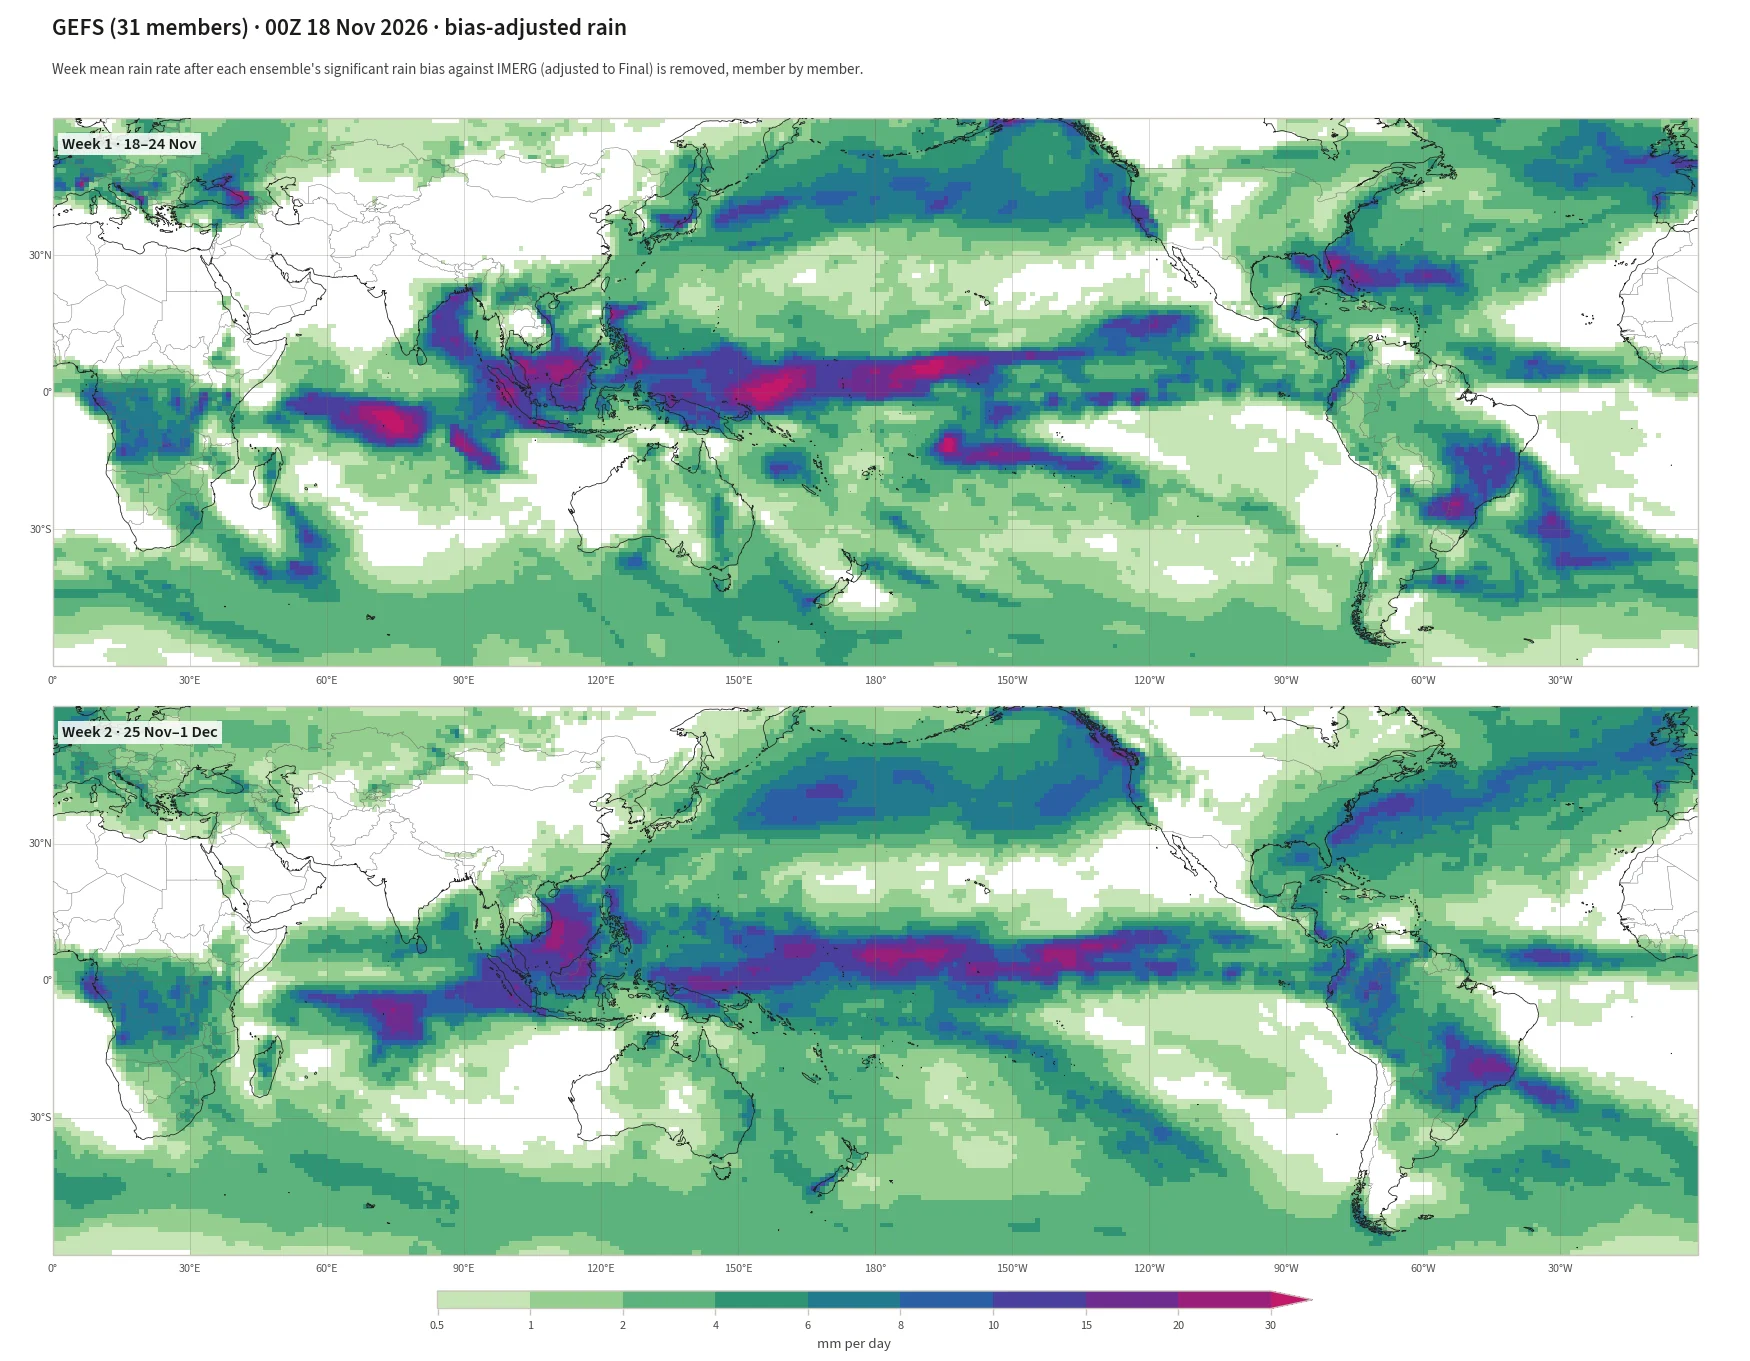 GEFS (31 members) · 00Z 18 Nov 2026 · bias-adjusted rain
Week mean rain rate after each ensemble's significant rain bias against IMERG (adjusted to Final) is removed, member by member.
Week 1 · 18–24 Nov
30°N
0°
30°S
0° 30°E 60°E 90°E 120°E 150°E 180° 150°W 120°W 90°W 60°W 30°W
Week 2 · 25 Nov–1 Dec
30°N
0°
30°S
0° 30°E 60°E 90°E 120°E 150°E 180° 150°W 120°W 90°W 60°W 30°W
0.5 1 2 4 6 8 10 15 20 30
mm per day